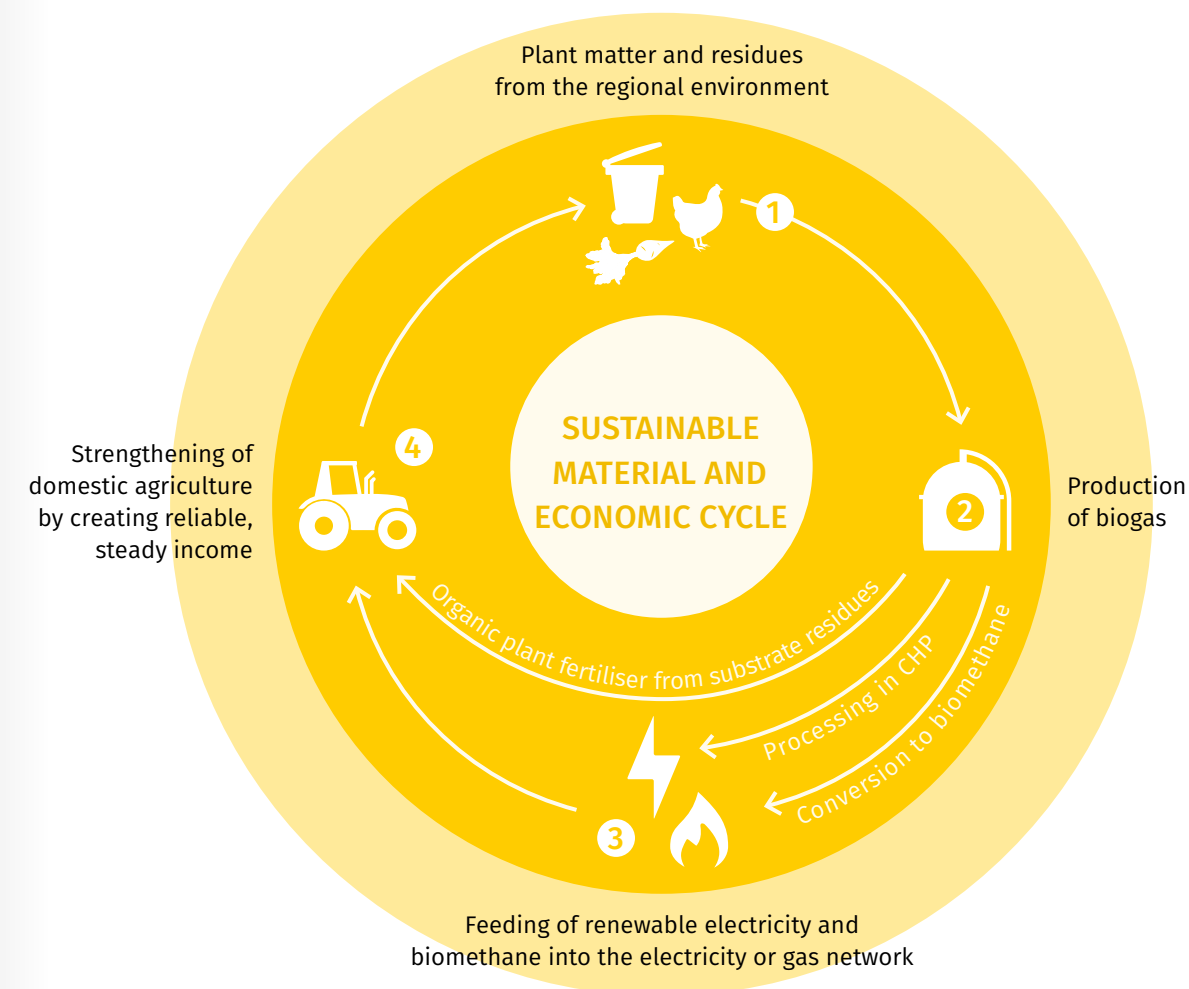 Plant matter and residues
from the regional environment
1
SUSTAINABLE
MATERIAL AND
ECONOMIC CYCLE
4
Strengthening of
domestic agriculture
by creating reliable,
steady income
2
Production
of biogas
Organic plant fertiliser from substrate residues
Processing in CHP
Conversion to biomethane
3
Feeding of renewable electricity and
biomethane into the electricity or gas network